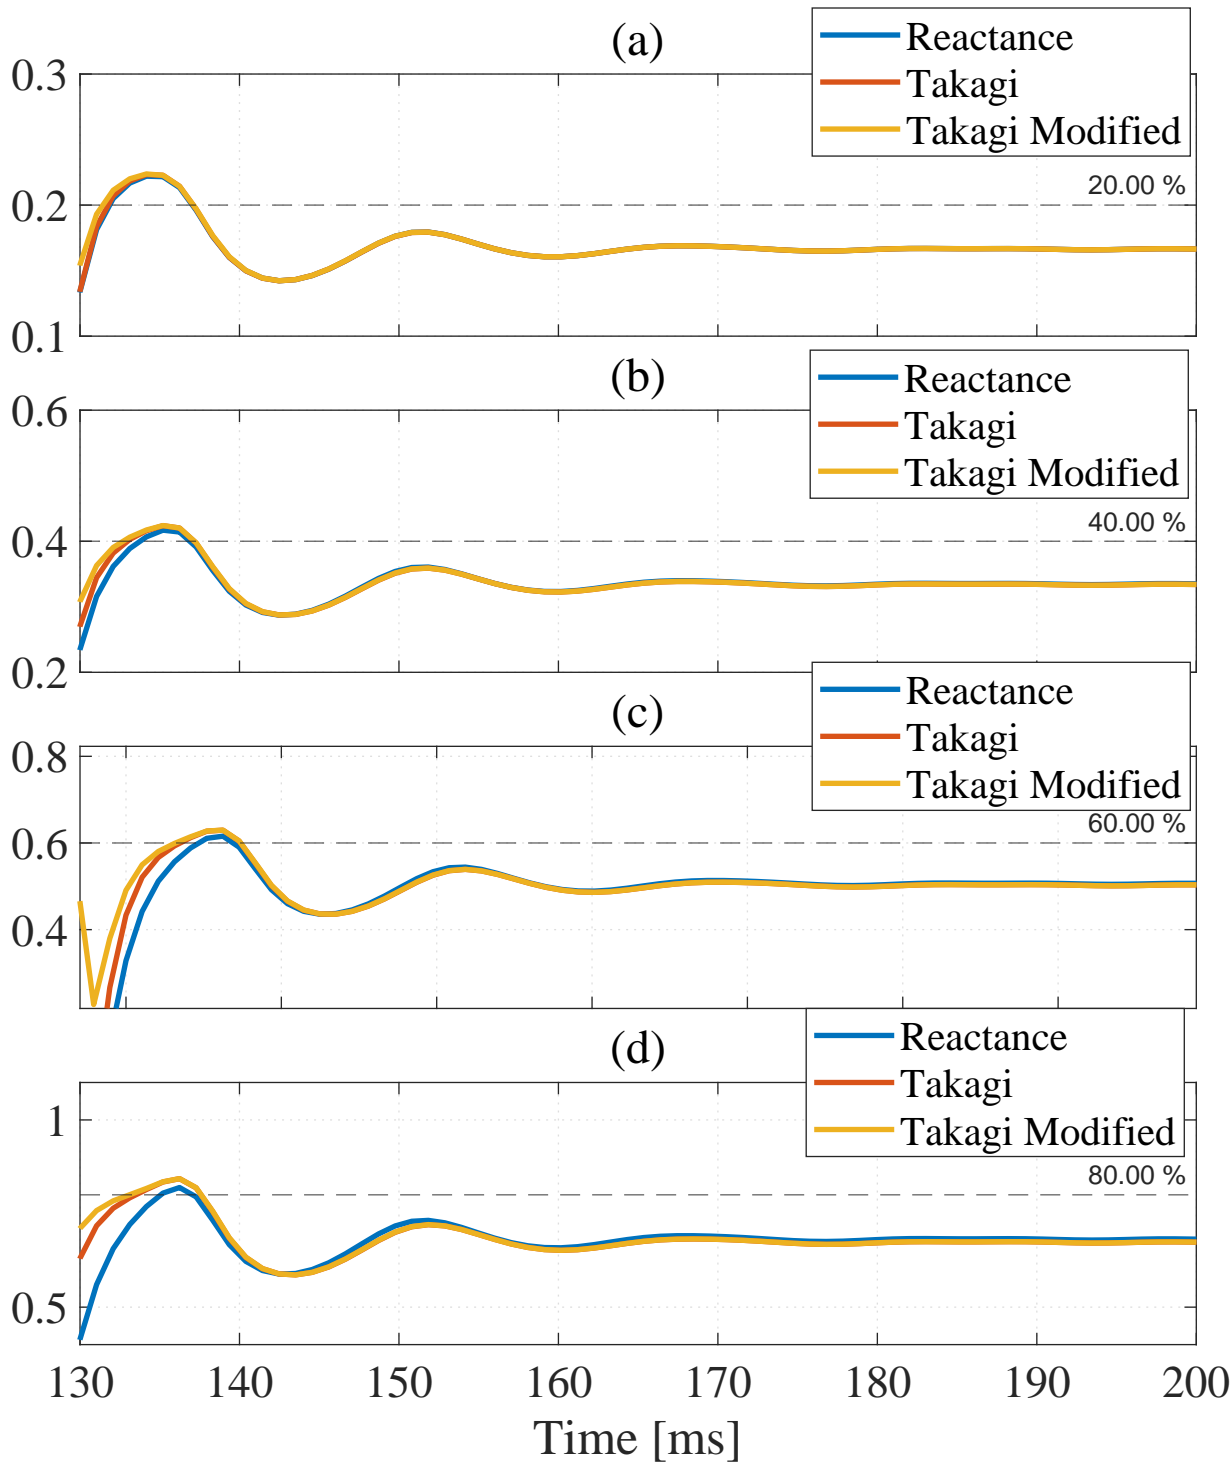 (a)
Reactance
Takagi
Takagi Modified
0.3
0.2
0.1
20.00 %
(b)
Reactance
Takagi
Takagi Modified
0.6
0.4
0.2
40.00 %
(c)
Reactance
Takagi
Takagi Modified
0.8
0.6
0.4
60.00 %
(d)
Reactance
Takagi
Takagi Modified
1
0.5
80.00 %
130 140 150 160 170 180 190 200
Time [ms]